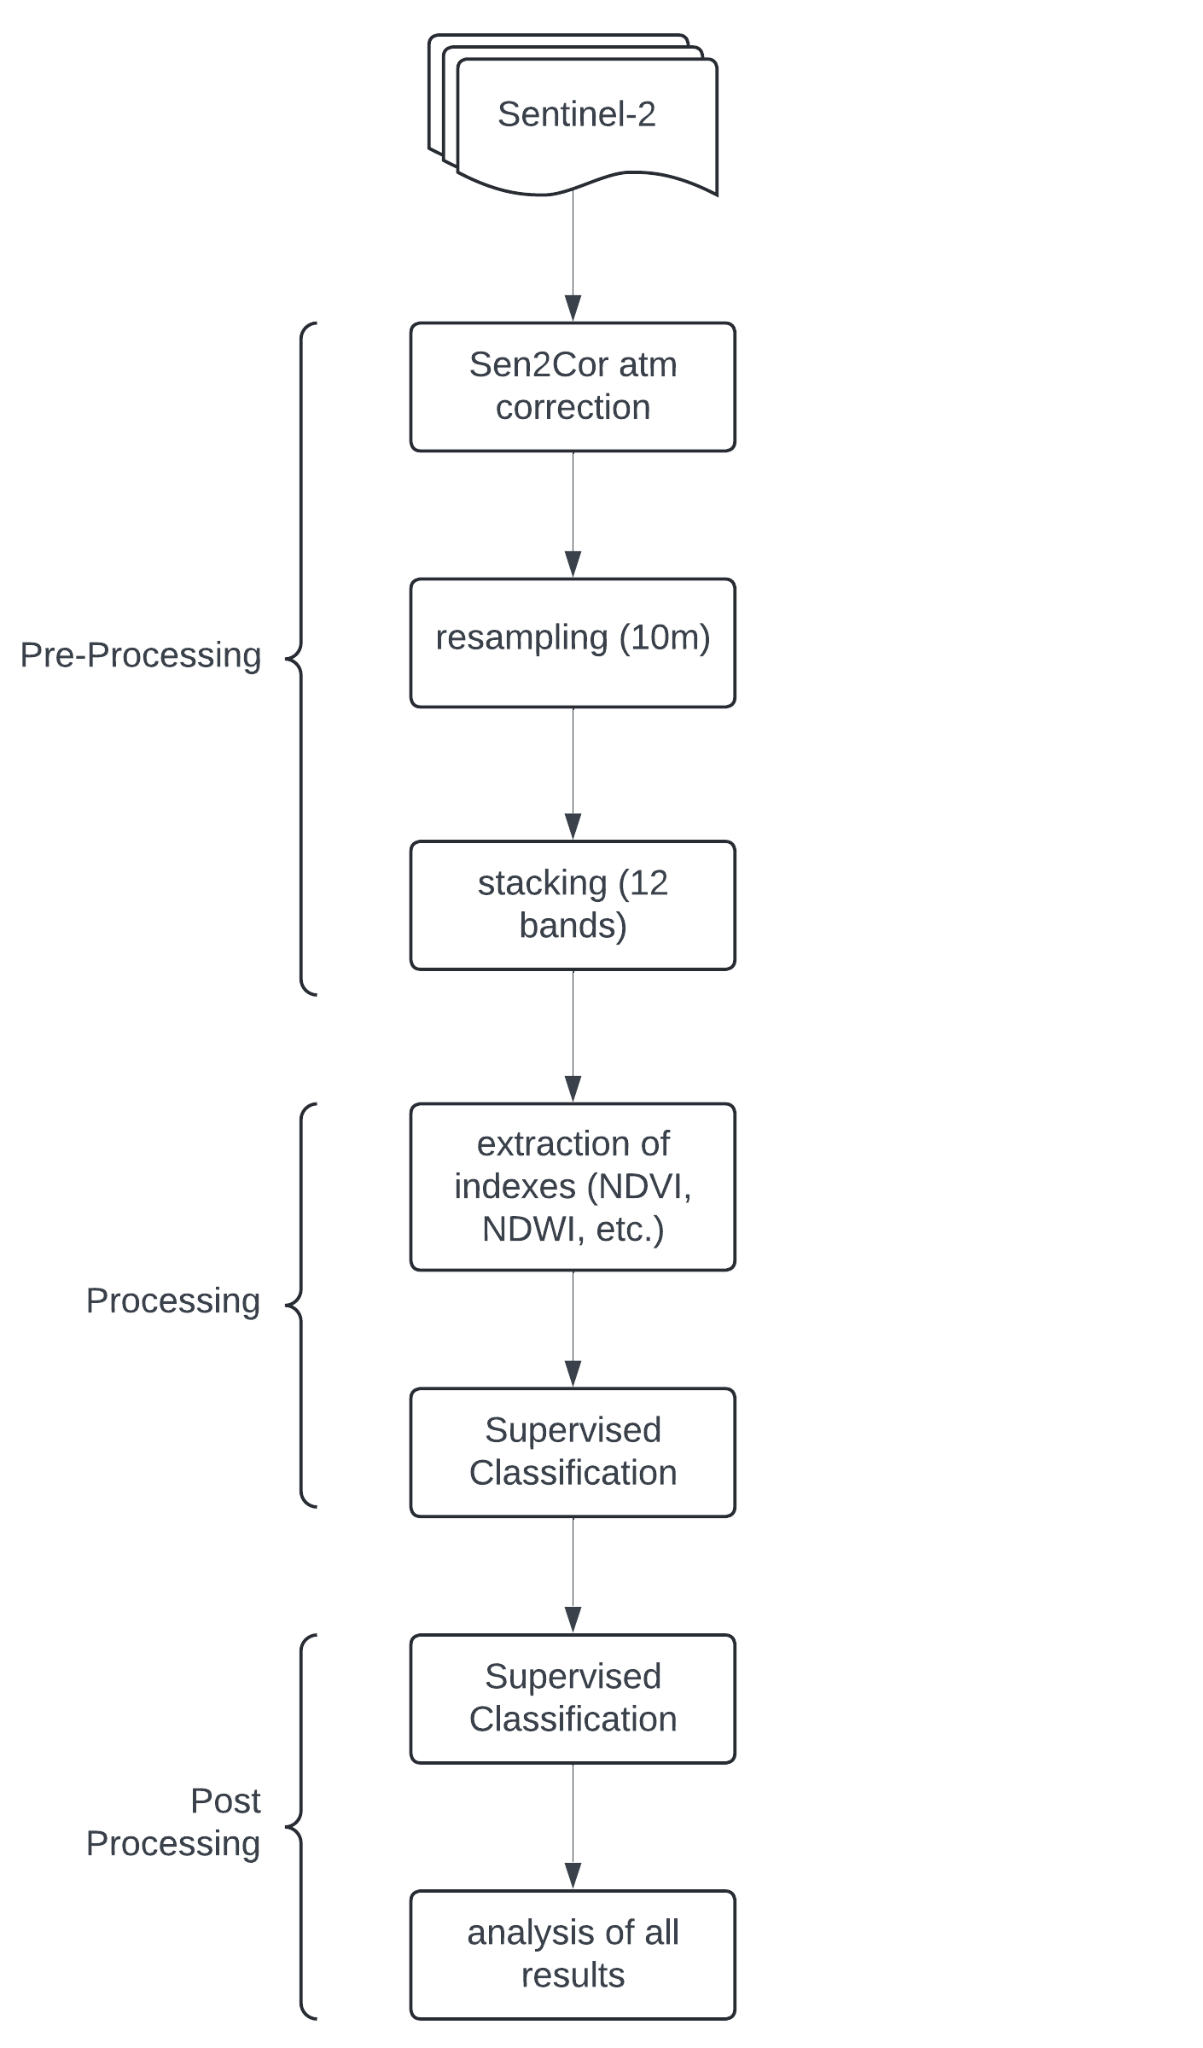 Sentinel-2
Sen2Cor atm
correction
resampling (10m)
Pre-Processing
stacking (12
bands)
extraction of
indexes (NDVI,
NDWI, etc.)
Processing
Supervised
Classification
Supervised
Classification
Post
Processing
analysis of all
results